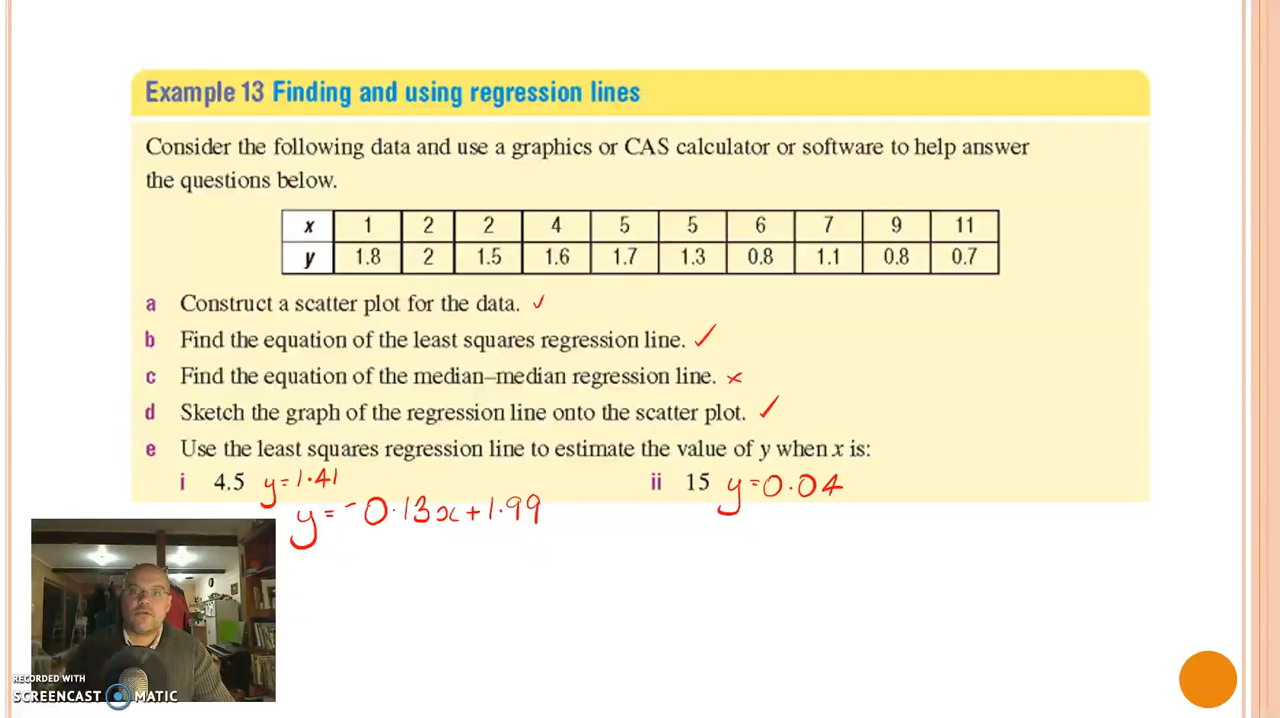 Example 13 Finding and using regression lines
Consider the following data and use a graphics or CAS calculator or software to help answer
the questions below.
x 1 2 2 4 5 5 6 7 9 11
y 1.8 2 1.5 1.6 1.7 1.3 0.8 1.1 0.8 0.7
a Construct a scatter plot for the data. ✓
b Find the equation of the least squares regression line. ✓
c Find the equation of the median–median regression line. ×
d Sketch the graph of the regression line onto the scatter plot. ✓
e Use the least squares regression line to estimate the value of y when x is:
i 4.5 y=1.41 ii 15 y=0.04
y=-0.13x+1.99
RECORDED WITH
SCREENCAST MATIC